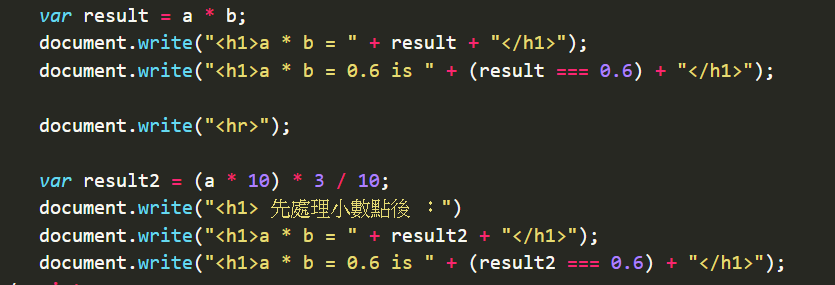 var result = a * b;
document.write("<h1>a * b = " + result + "</h1>");
document.write("<h1>a * b = 0.6 is " + (result === 0.6) + "</h1>");
document.write("<hr>");
var result2 = (a * 10) * 3 / 10;
document.write("<h1> 先處理小數點後 ：")
document.write("<h1>a * b = " + result2 + "</h1>");
document.write("<h1>a * b = 0.6 is " + (result2 === 0.6) + "</h1>");